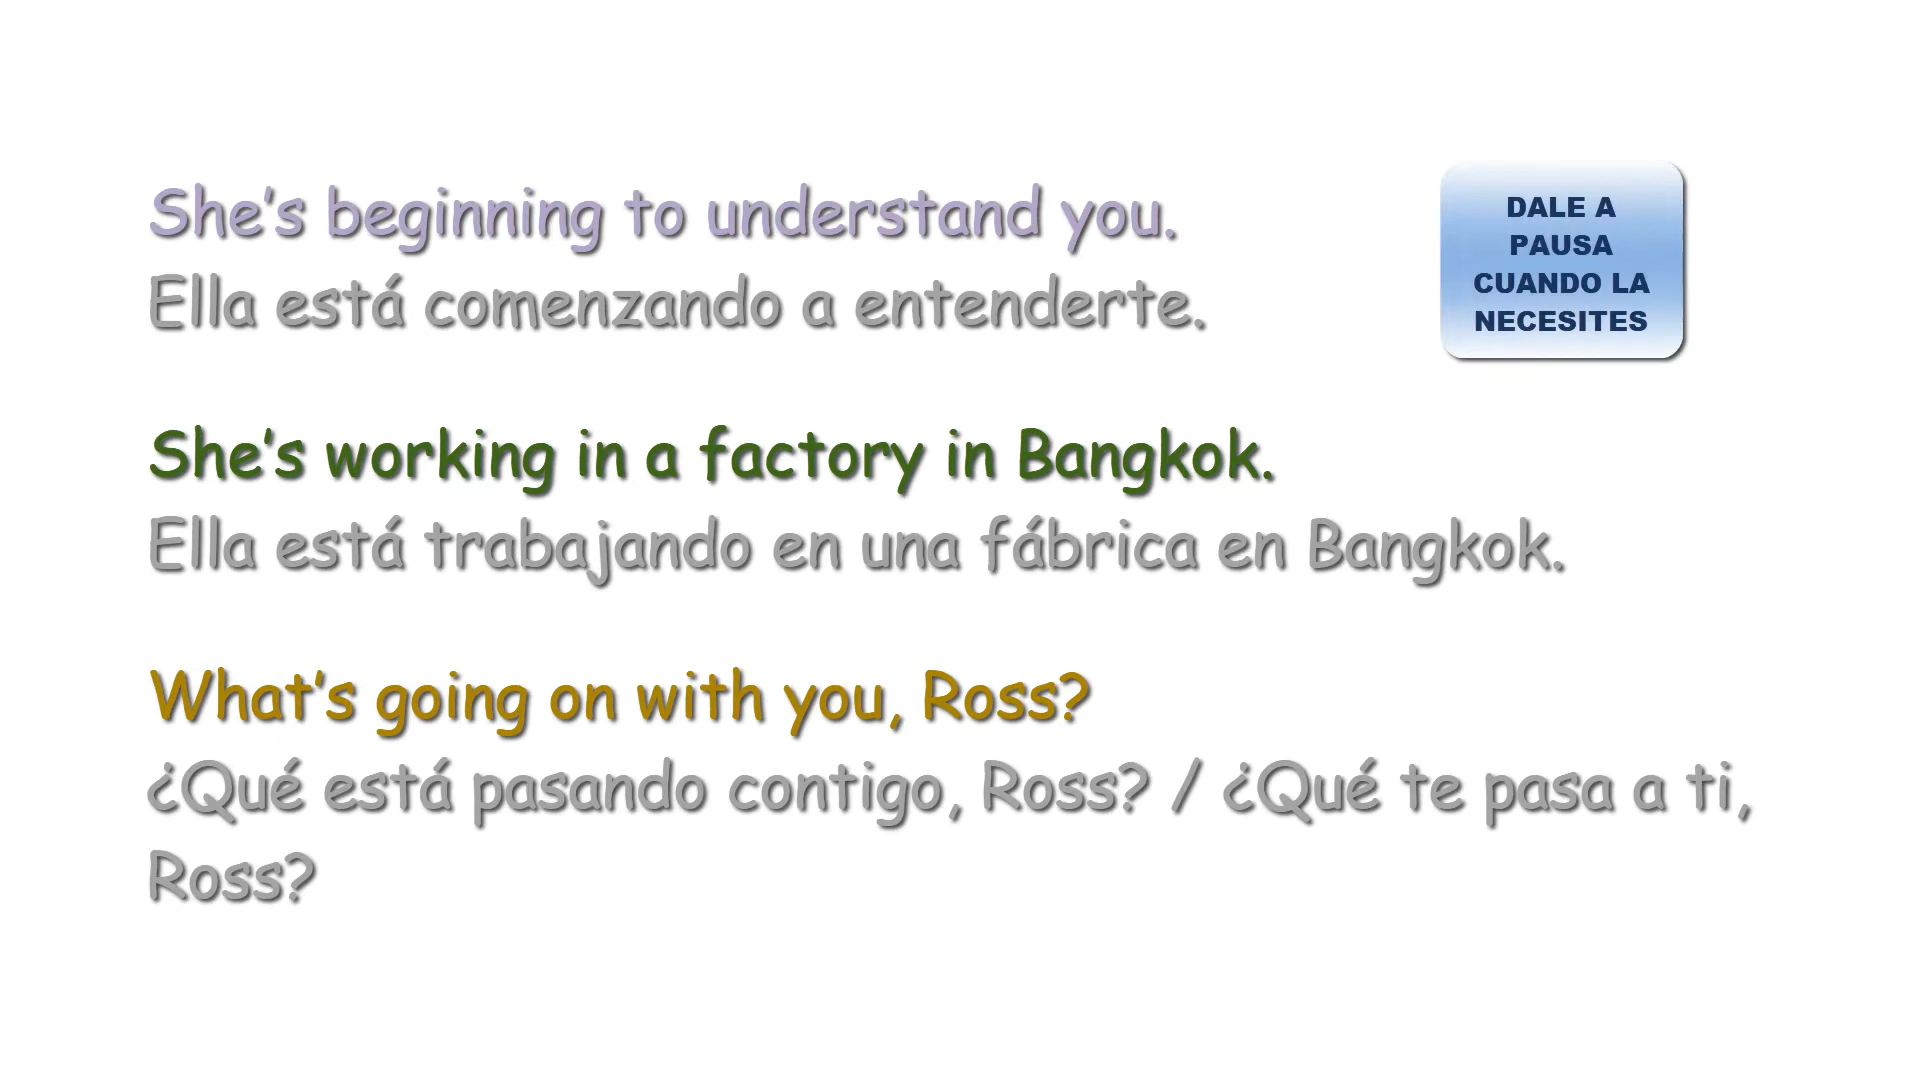 She’s beginning to understand you.
Ella está comenzando a entenderte.
DALE A
PAUSA
CUANDO LA
NECESITES
She’s working in a factory in Bangkok.
Ella está trabajando en una fábrica en Bangkok.
What’s going on with you, Ross?
¿Qué está pasando contigo, Ross? / ¿Qué te pasa a ti,
Ross?